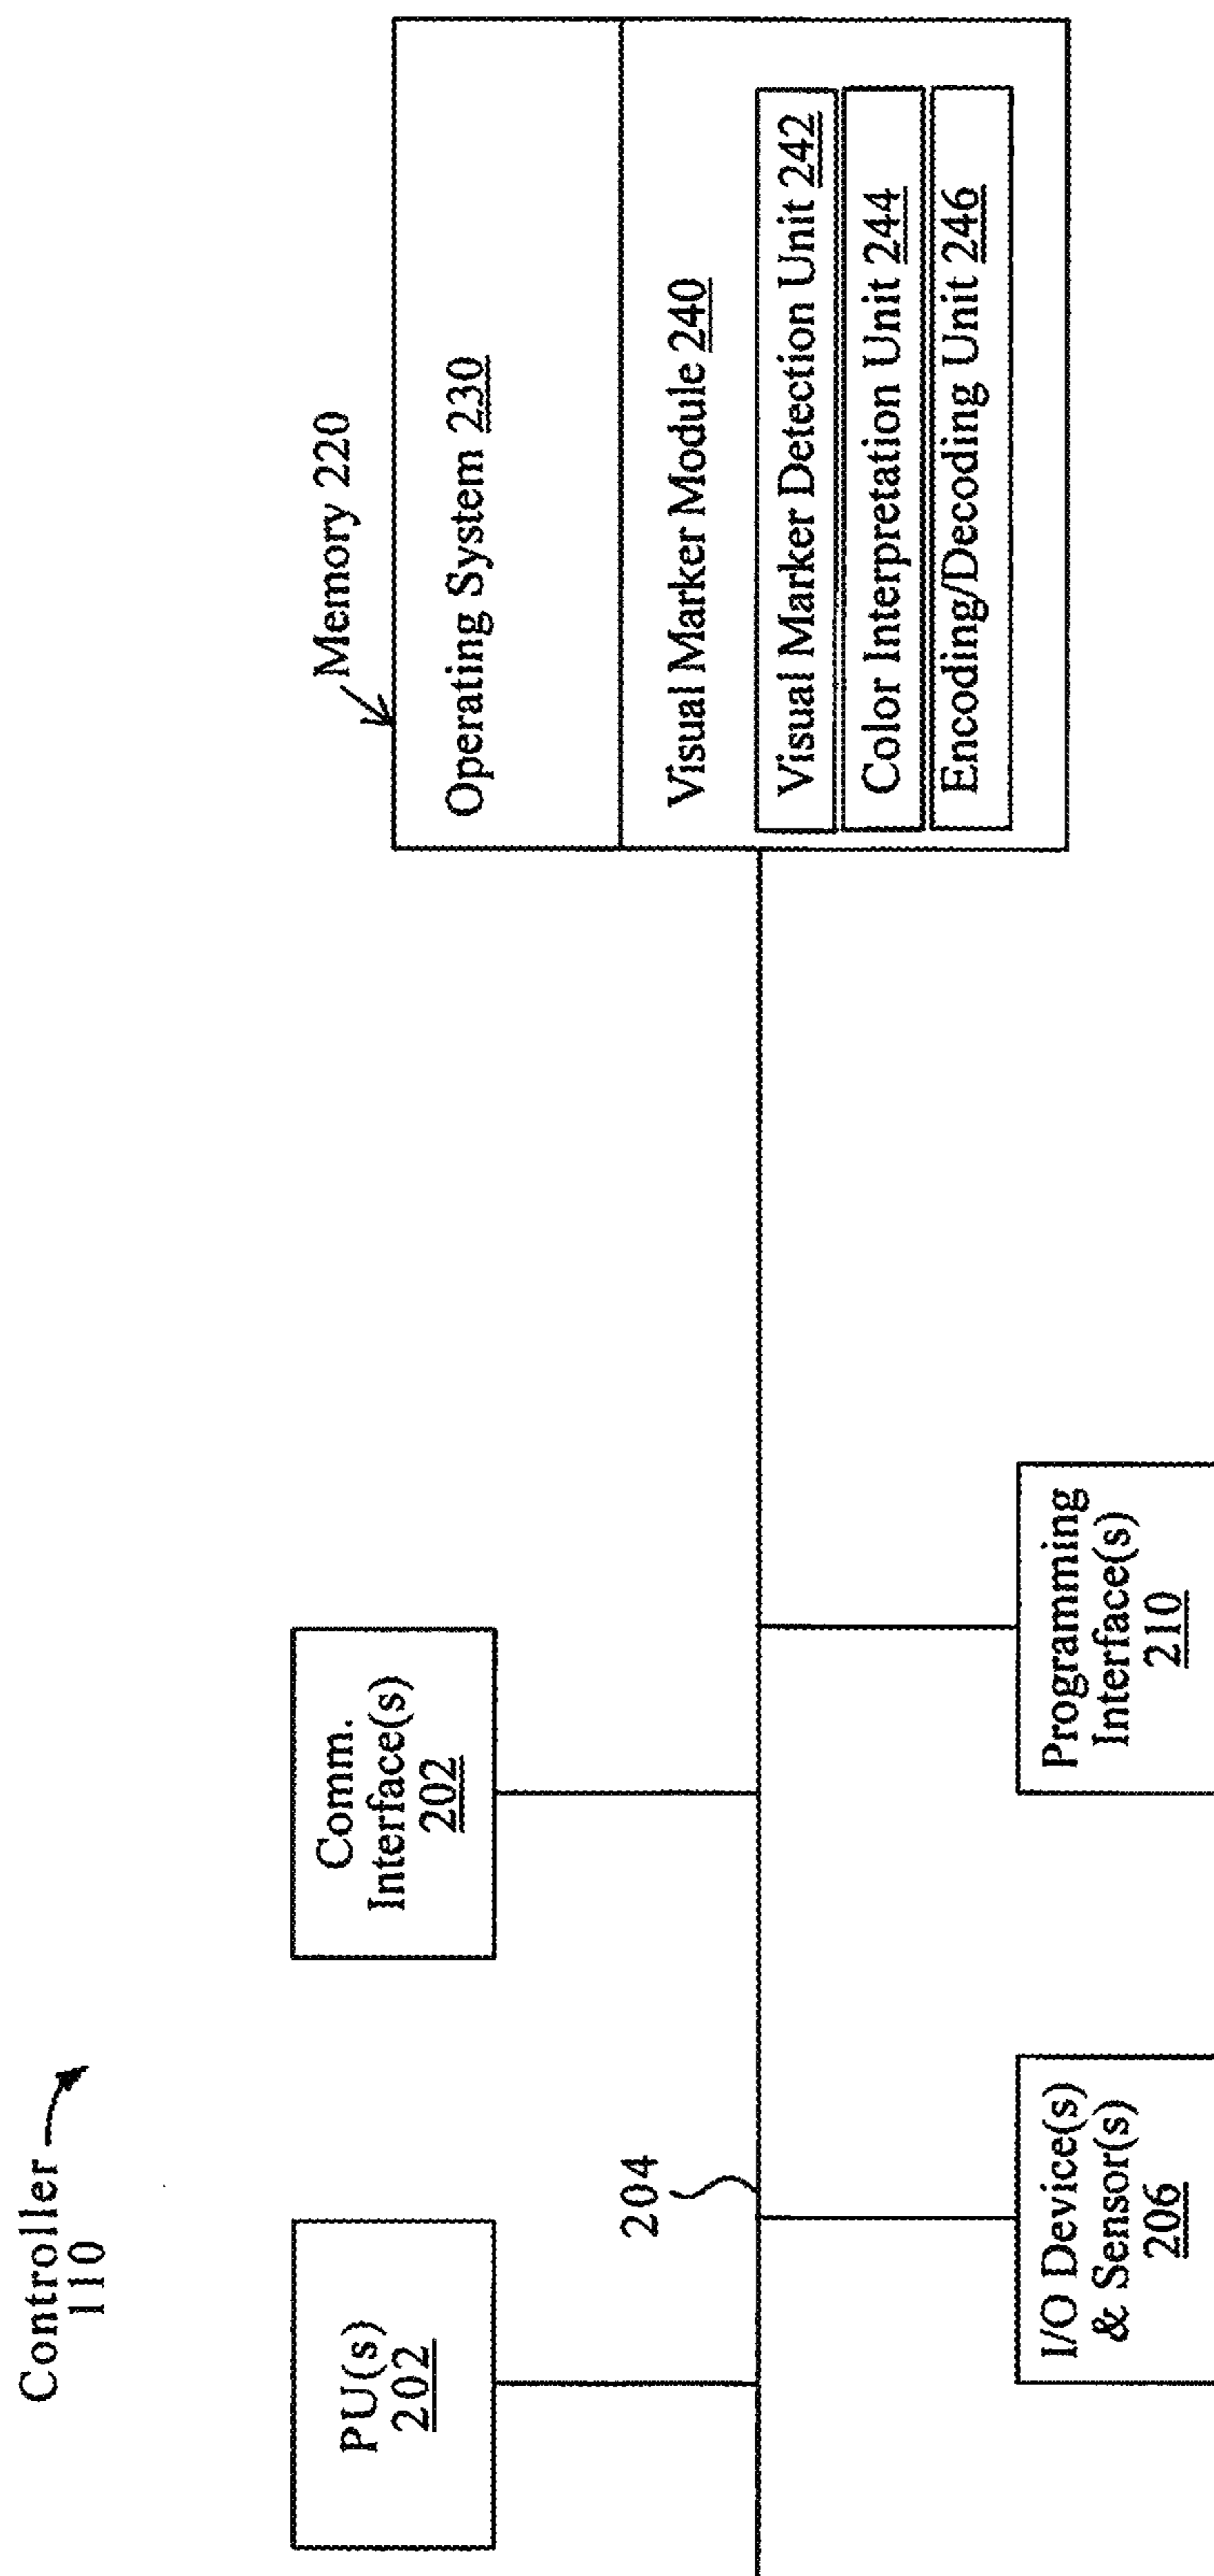 Controller
110
PU(s)
202
Comm.
Interface(s)
202
204
I/O Device(s)
& Sensor(s)
206
Programming
Interface(s)
210
Memory 220
Operating System 230
Visual Marker Module 240
Visual Marker Detection Unit 242
Color Interpretation Unit 244
Encoding/Decoding Unit 246